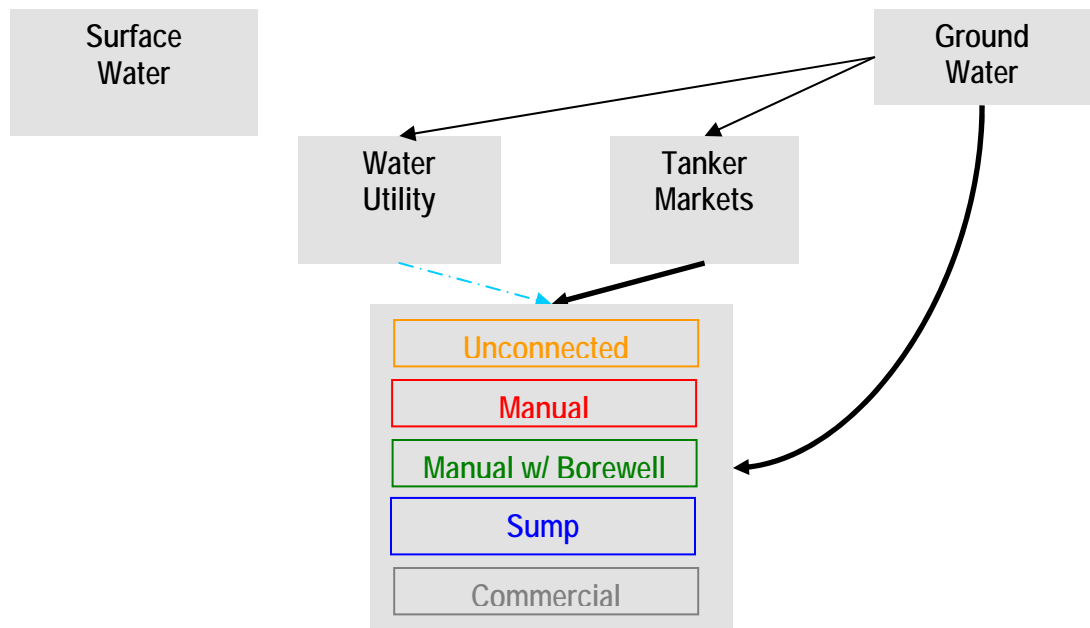 Surface
Water
Ground
Water
Water
Utility
Tanker
Markets
Unconnected
Manual
Manual w/ Borewell
Sump
Commercial